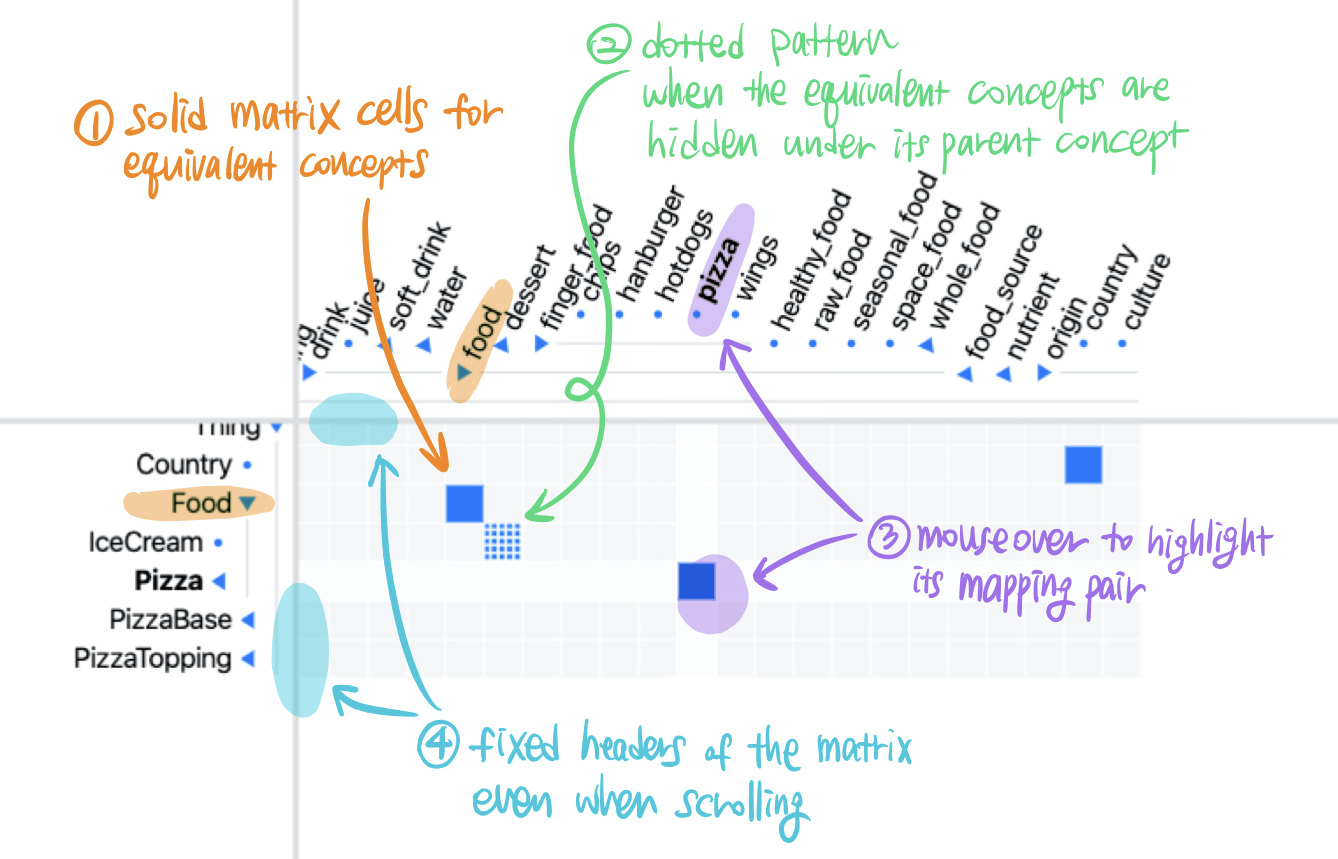 ② dotted pattern
when the equivalent concepts are
hidden under its parent concept
① solid matrix cells for
equivalent concepts
ng
drink
juice
soft_drink
water
food
dessert
finger_food
chips
hanburger
hotdogs
pizza
wings
healthy_food
raw_food
seasonal_food
space_food
whole_food
food_source
nutrient
origin
country
culture
Thing
Country
Food
IceCream
Pizza
PizzaBase
PizzaTopping
③ mouseover to highlight
its mapping pair
④ fixed headers of the matrix
even when scrolling